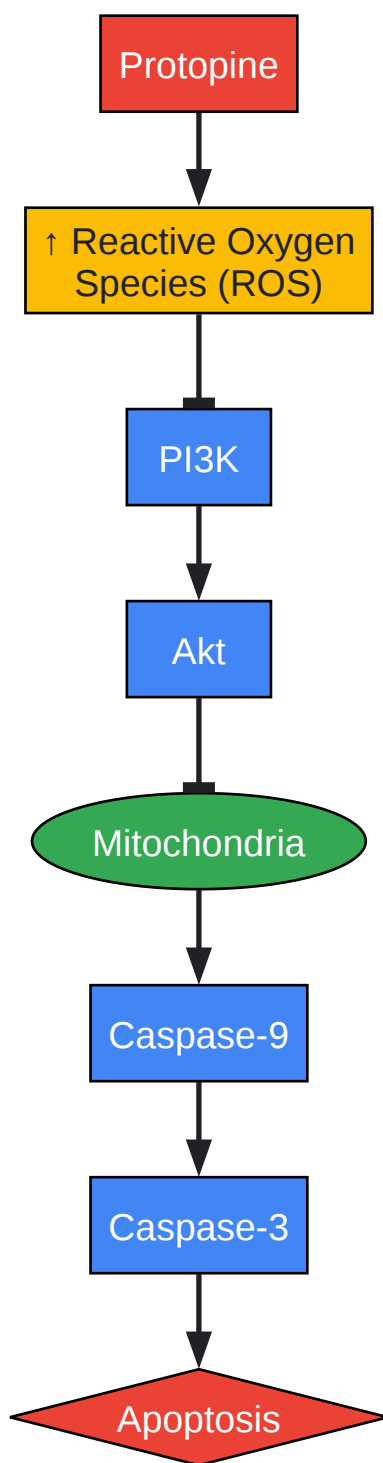 Protopine
↑ Reactive Oxygen
Species (ROS)
PI3K
Akt
Mitochondria
Caspase-9
Caspase-3
Apoptosis